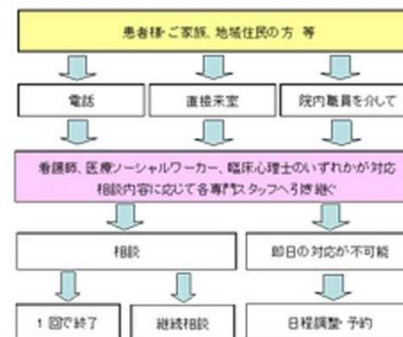 患者様・ご家族、地域住民の方 等
電話
直接来室
院内職員を介して
看護師、医療ソーシャルワーカー、臨床心理士のいずれかが対応
相談内容に応じて各専門スタッフへ引き継ぐ
相談
即日の対応が不可能
1回で終了
継続相談
日程調整・予約